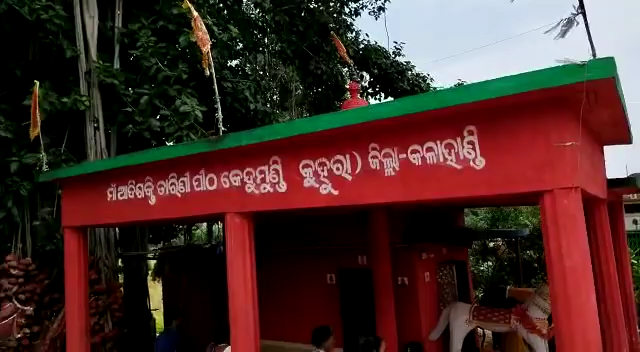 ମାଁ ଆଦିଶକ୍ତି ତାରିଣୀ ପୀଠ କେନ୍ଦୁମୁଣ୍ଡି (କୁହୁରା) ଜିଲ୍ଲା-କଳାହାଣ୍ଡି